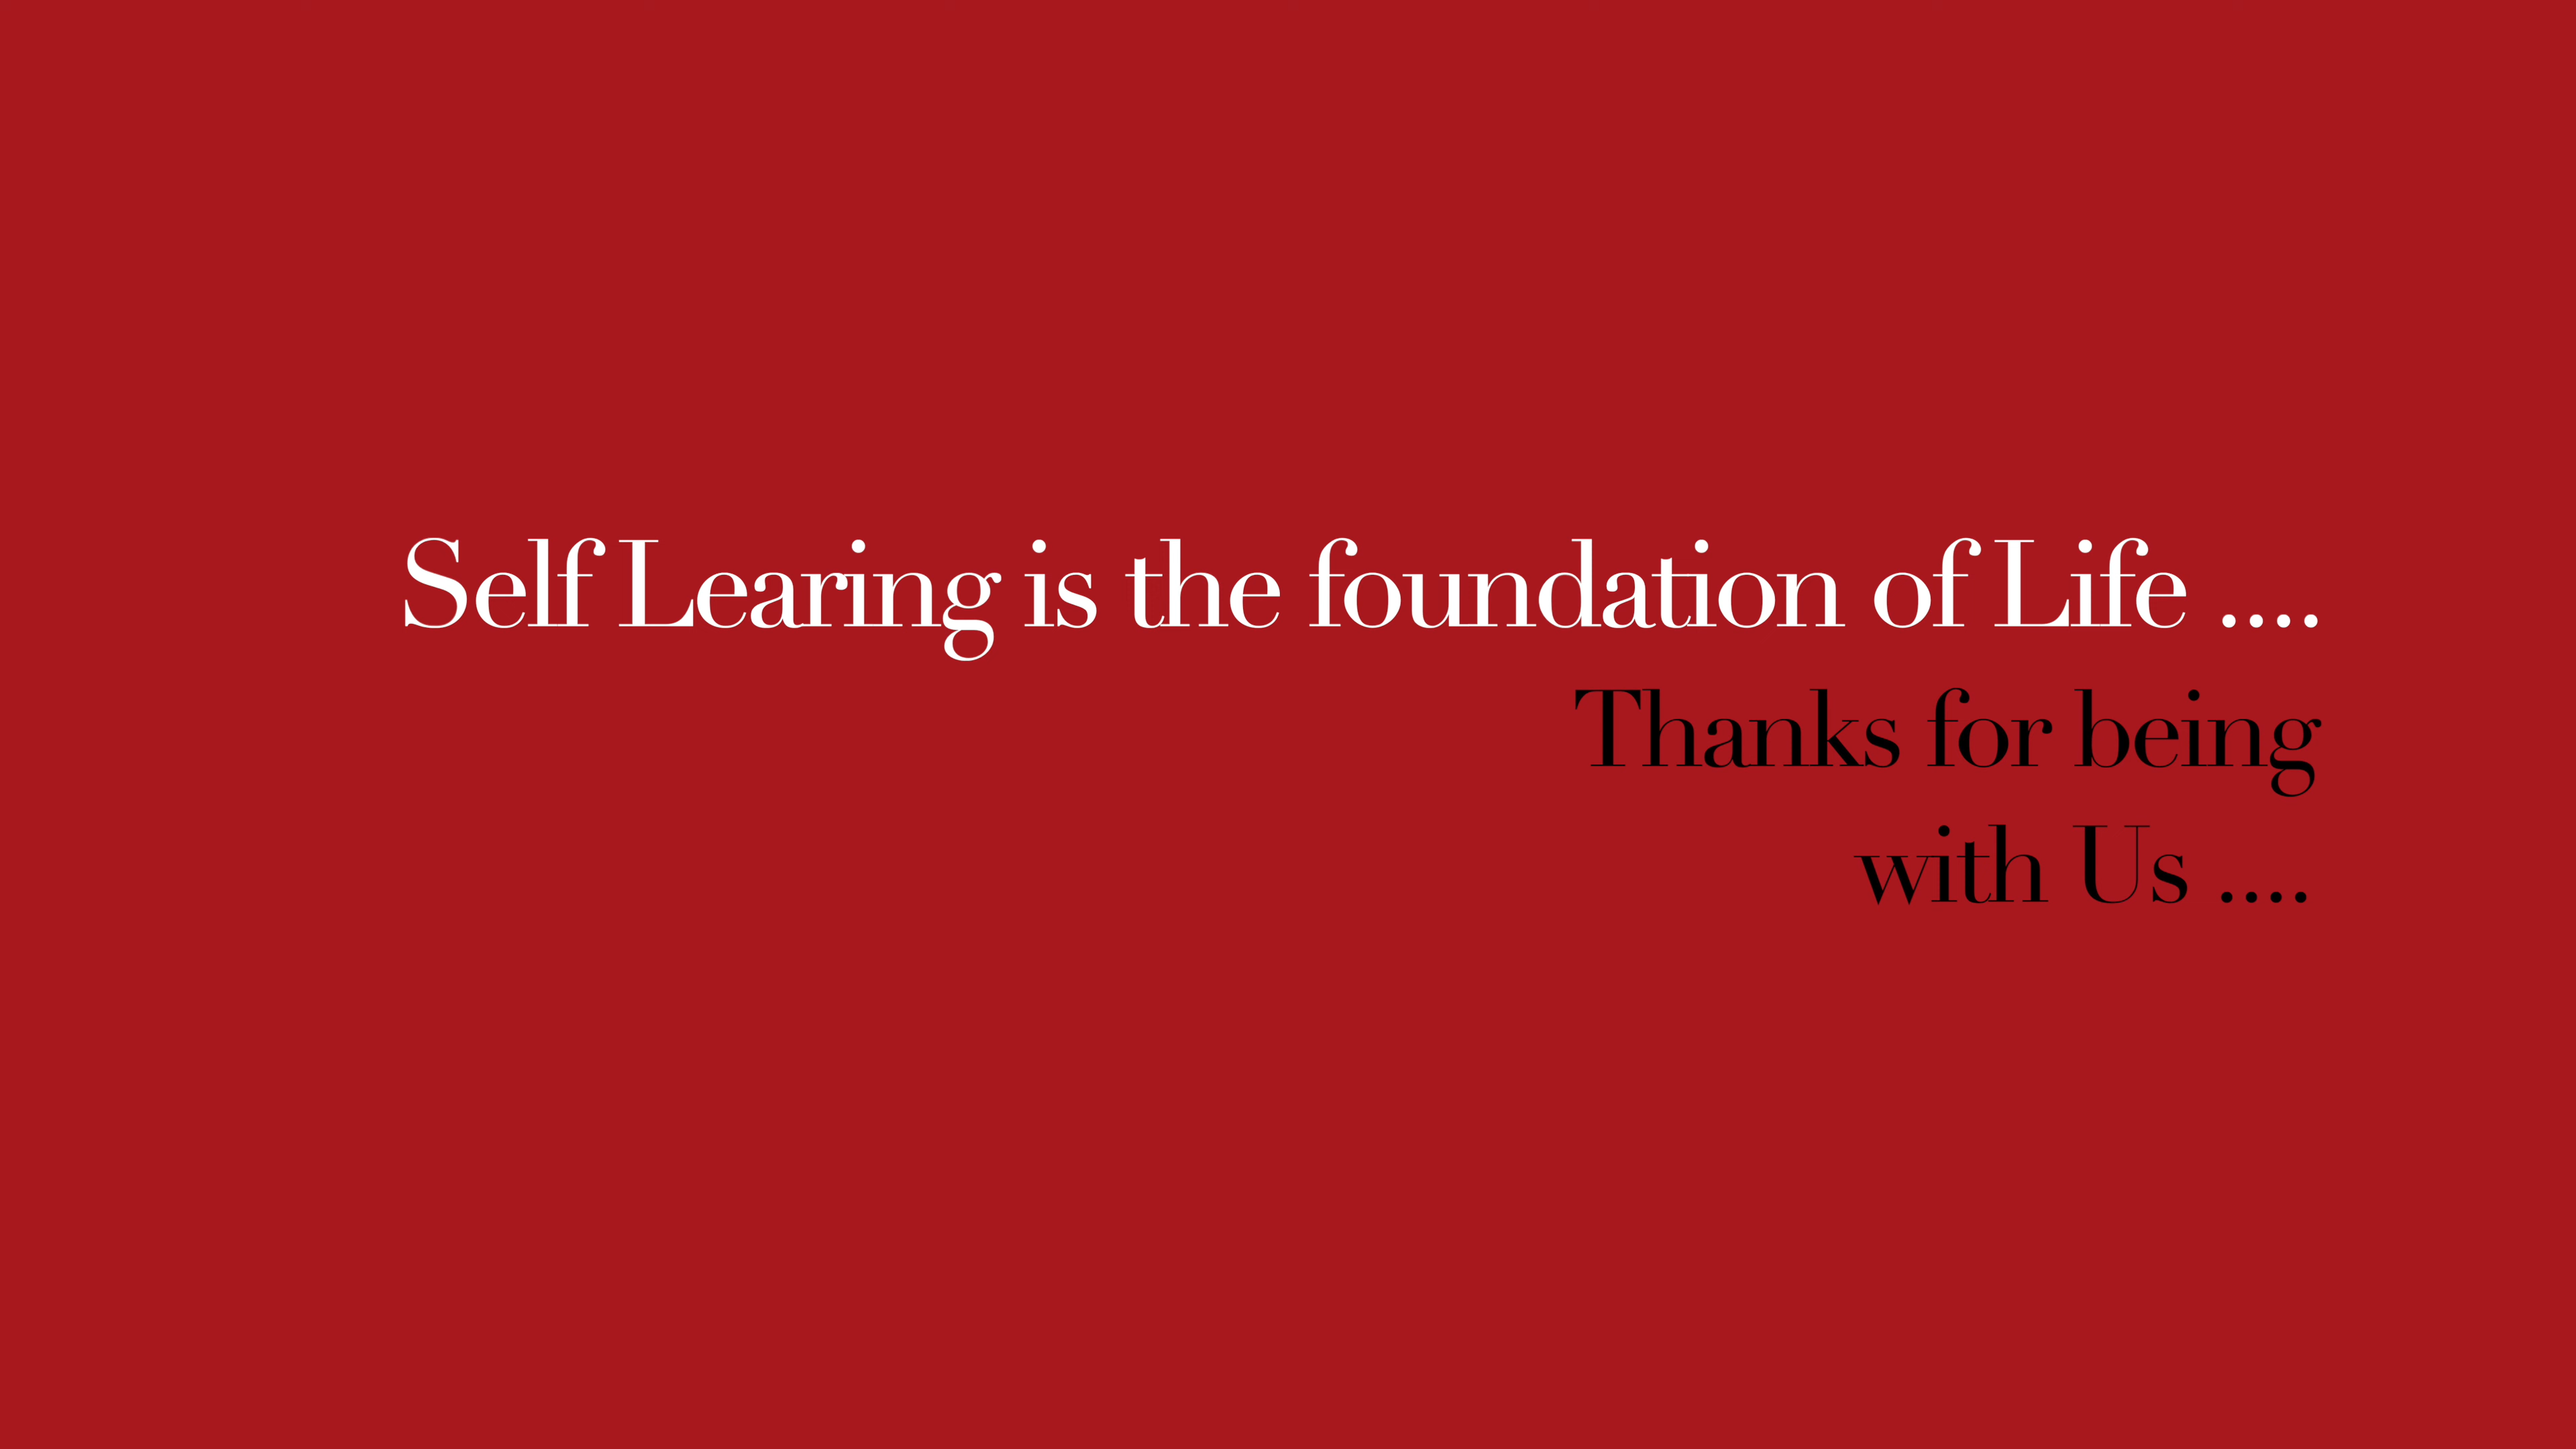 Self Learing is the foundation of Life ....
Thanks for being
with Us ....